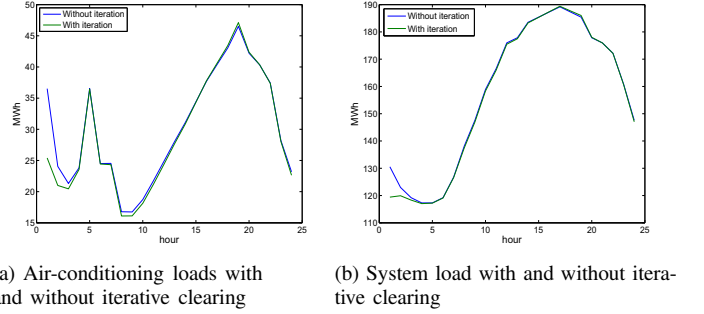 Without iteration
With iteration
50
45
40
35
30
25
20
15
MWh
0
5
10
15
20
25
hour
Without iteration
With iteration
190
180
170
160
150
140
130
120
110
MWh
0
5
10
15
20
25
hour
a) Air-conditioning loads with
and without iterative clearing
(b) System load with and without itera-
tive clearing